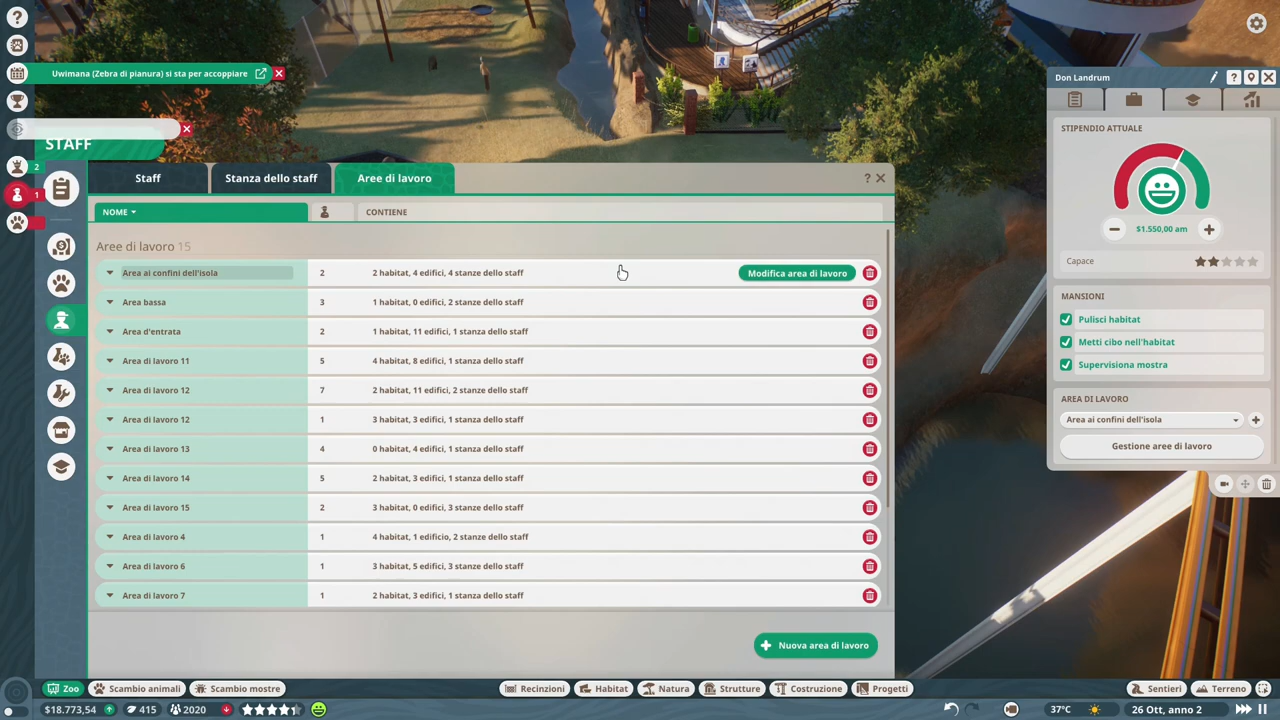 Uwimana (Zebra di pianura) si sta per accoppiare
STAFF
2
1
Staff
Stanza dello staff
Aree di lavoro
? ×
NOME
CONTIENE
Aree di lavoro 15
Area ai confini dell'isola 2 2 habitat, 4 edifici, 4 stanze dello staff Modifica area di lavoro
Area bassa 3 1 habitat, 0 edifici, 2 stanze dello staff
Area d'entrata 2 1 habitat, 11 edifici, 1 stanza dello staff
Area di lavoro 11 5 4 habitat, 8 edifici, 1 stanza dello staff
Area di lavoro 12 7 2 habitat, 11 edifici, 2 stanze dello staff
Area di lavoro 12 1 3 habitat, 3 edifici, 1 stanza dello staff
Area di lavoro 13 4 0 habitat, 4 edifici, 1 stanza dello staff
Area di lavoro 14 5 2 habitat, 3 edifici, 1 stanza dello staff
Area di lavoro 15 2 3 habitat, 0 edifici, 3 stanze dello staff
Area di lavoro 4 1 4 habitat, 1 edificio, 2 stanze dello staff
Area di lavoro 6 1 3 habitat, 5 edifici, 3 stanze dello staff
Area di lavoro 7 1 2 habitat, 3 edifici, 1 stanza dello staff
+ Nuova area di lavoro
Don Landrum
STIPENDIO ATTUALE
$1.550,00 am
Capace
MANSIONI
Pulisci habitat
Metti cibo nell'habitat
Supervisiona mostra
AREA DI LAVORO
Area ai confini dell'isola
Gestione aree di lavoro
Zoo
Scambio animali
Scambio mostre
Recinzioni
Habitat
Natura
Strutture
Costruzione
Progetti
Sentieri
Terreno
$18.773,54
415
2020
37°C
26 Ott, anno 2